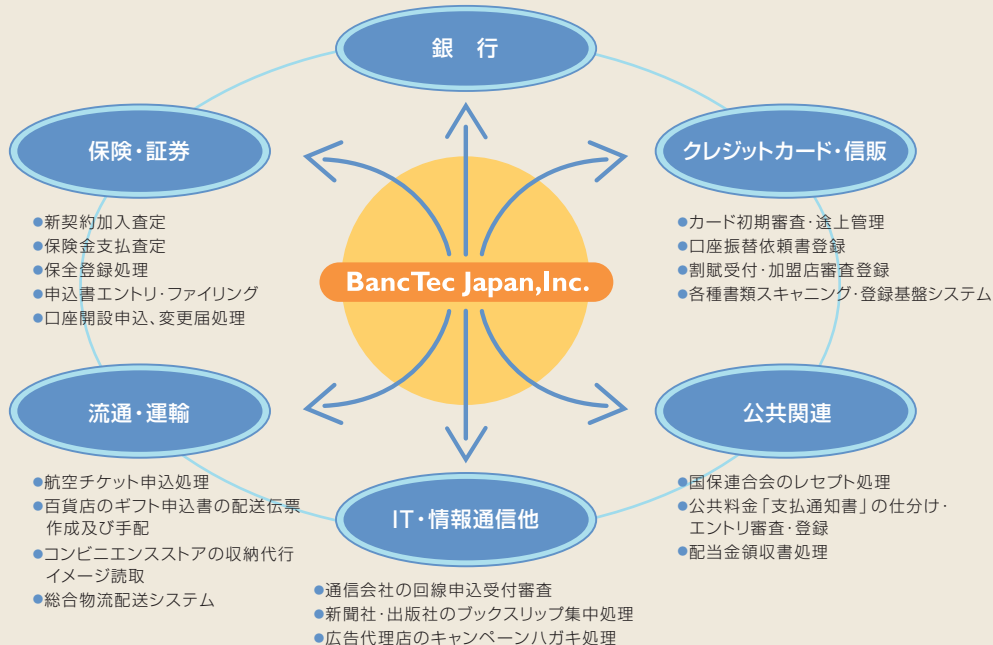 銀 行
保険・証券
●新契約加入査定
●保険金支払査定
●保全登録処理
●申込書エントリ・ファイリング
●口座開設申込、変更届処理
クレジットカード・信販
●カード初期審査・途上管理
●口座振替依頼書登録
●割賦受付・加盟店審査登録
●各種書類スキャニング・登録基盤システム
BancTec Japan,Inc.
流通・運輸
●航空チケット申込処理
●百貨店のギフト申込書の配送伝票
作成及び手配
●コンビニエンスストアの収納代行
イメージ読取
●総合物流配送システム
IT・情報通信他
●通信会社の回線申込受付審査
●新聞社・出版社のブックスリップ集中処理
●広告代理店のキャンペーンハガキ処理
公共関連
●国保連合会のレセプト処理
●公共料金「支払通知書」の仕分け・
エントリ審査・登録
●配当金領収書処理